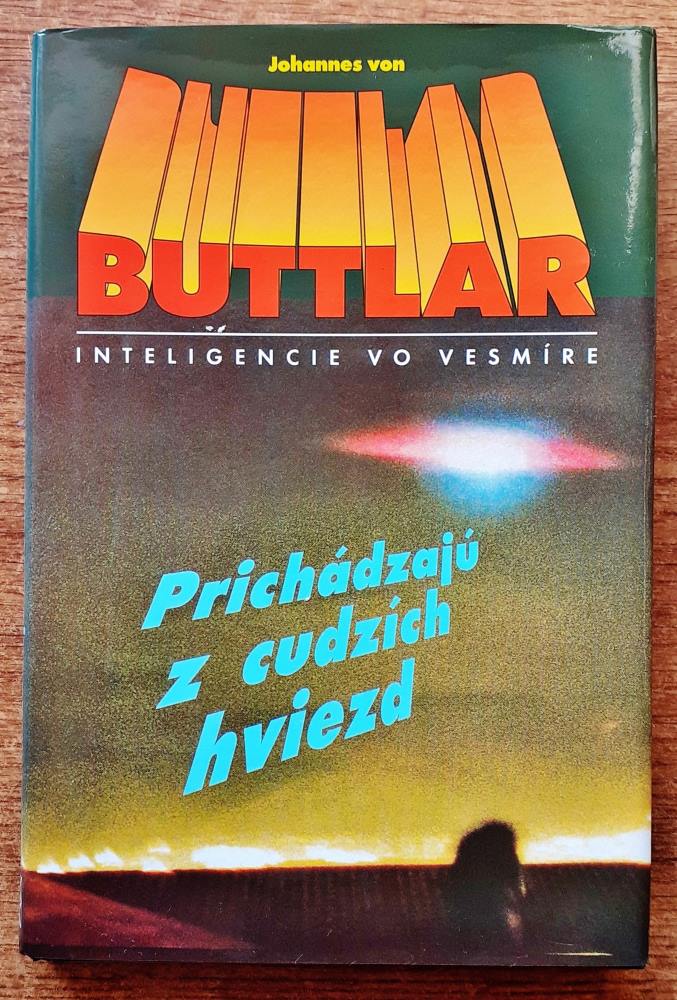 Johannes von
BUTTLAR
INTELIGENCIE VO VESMÍRE
Prichádzajú
z cudzích
hviezd